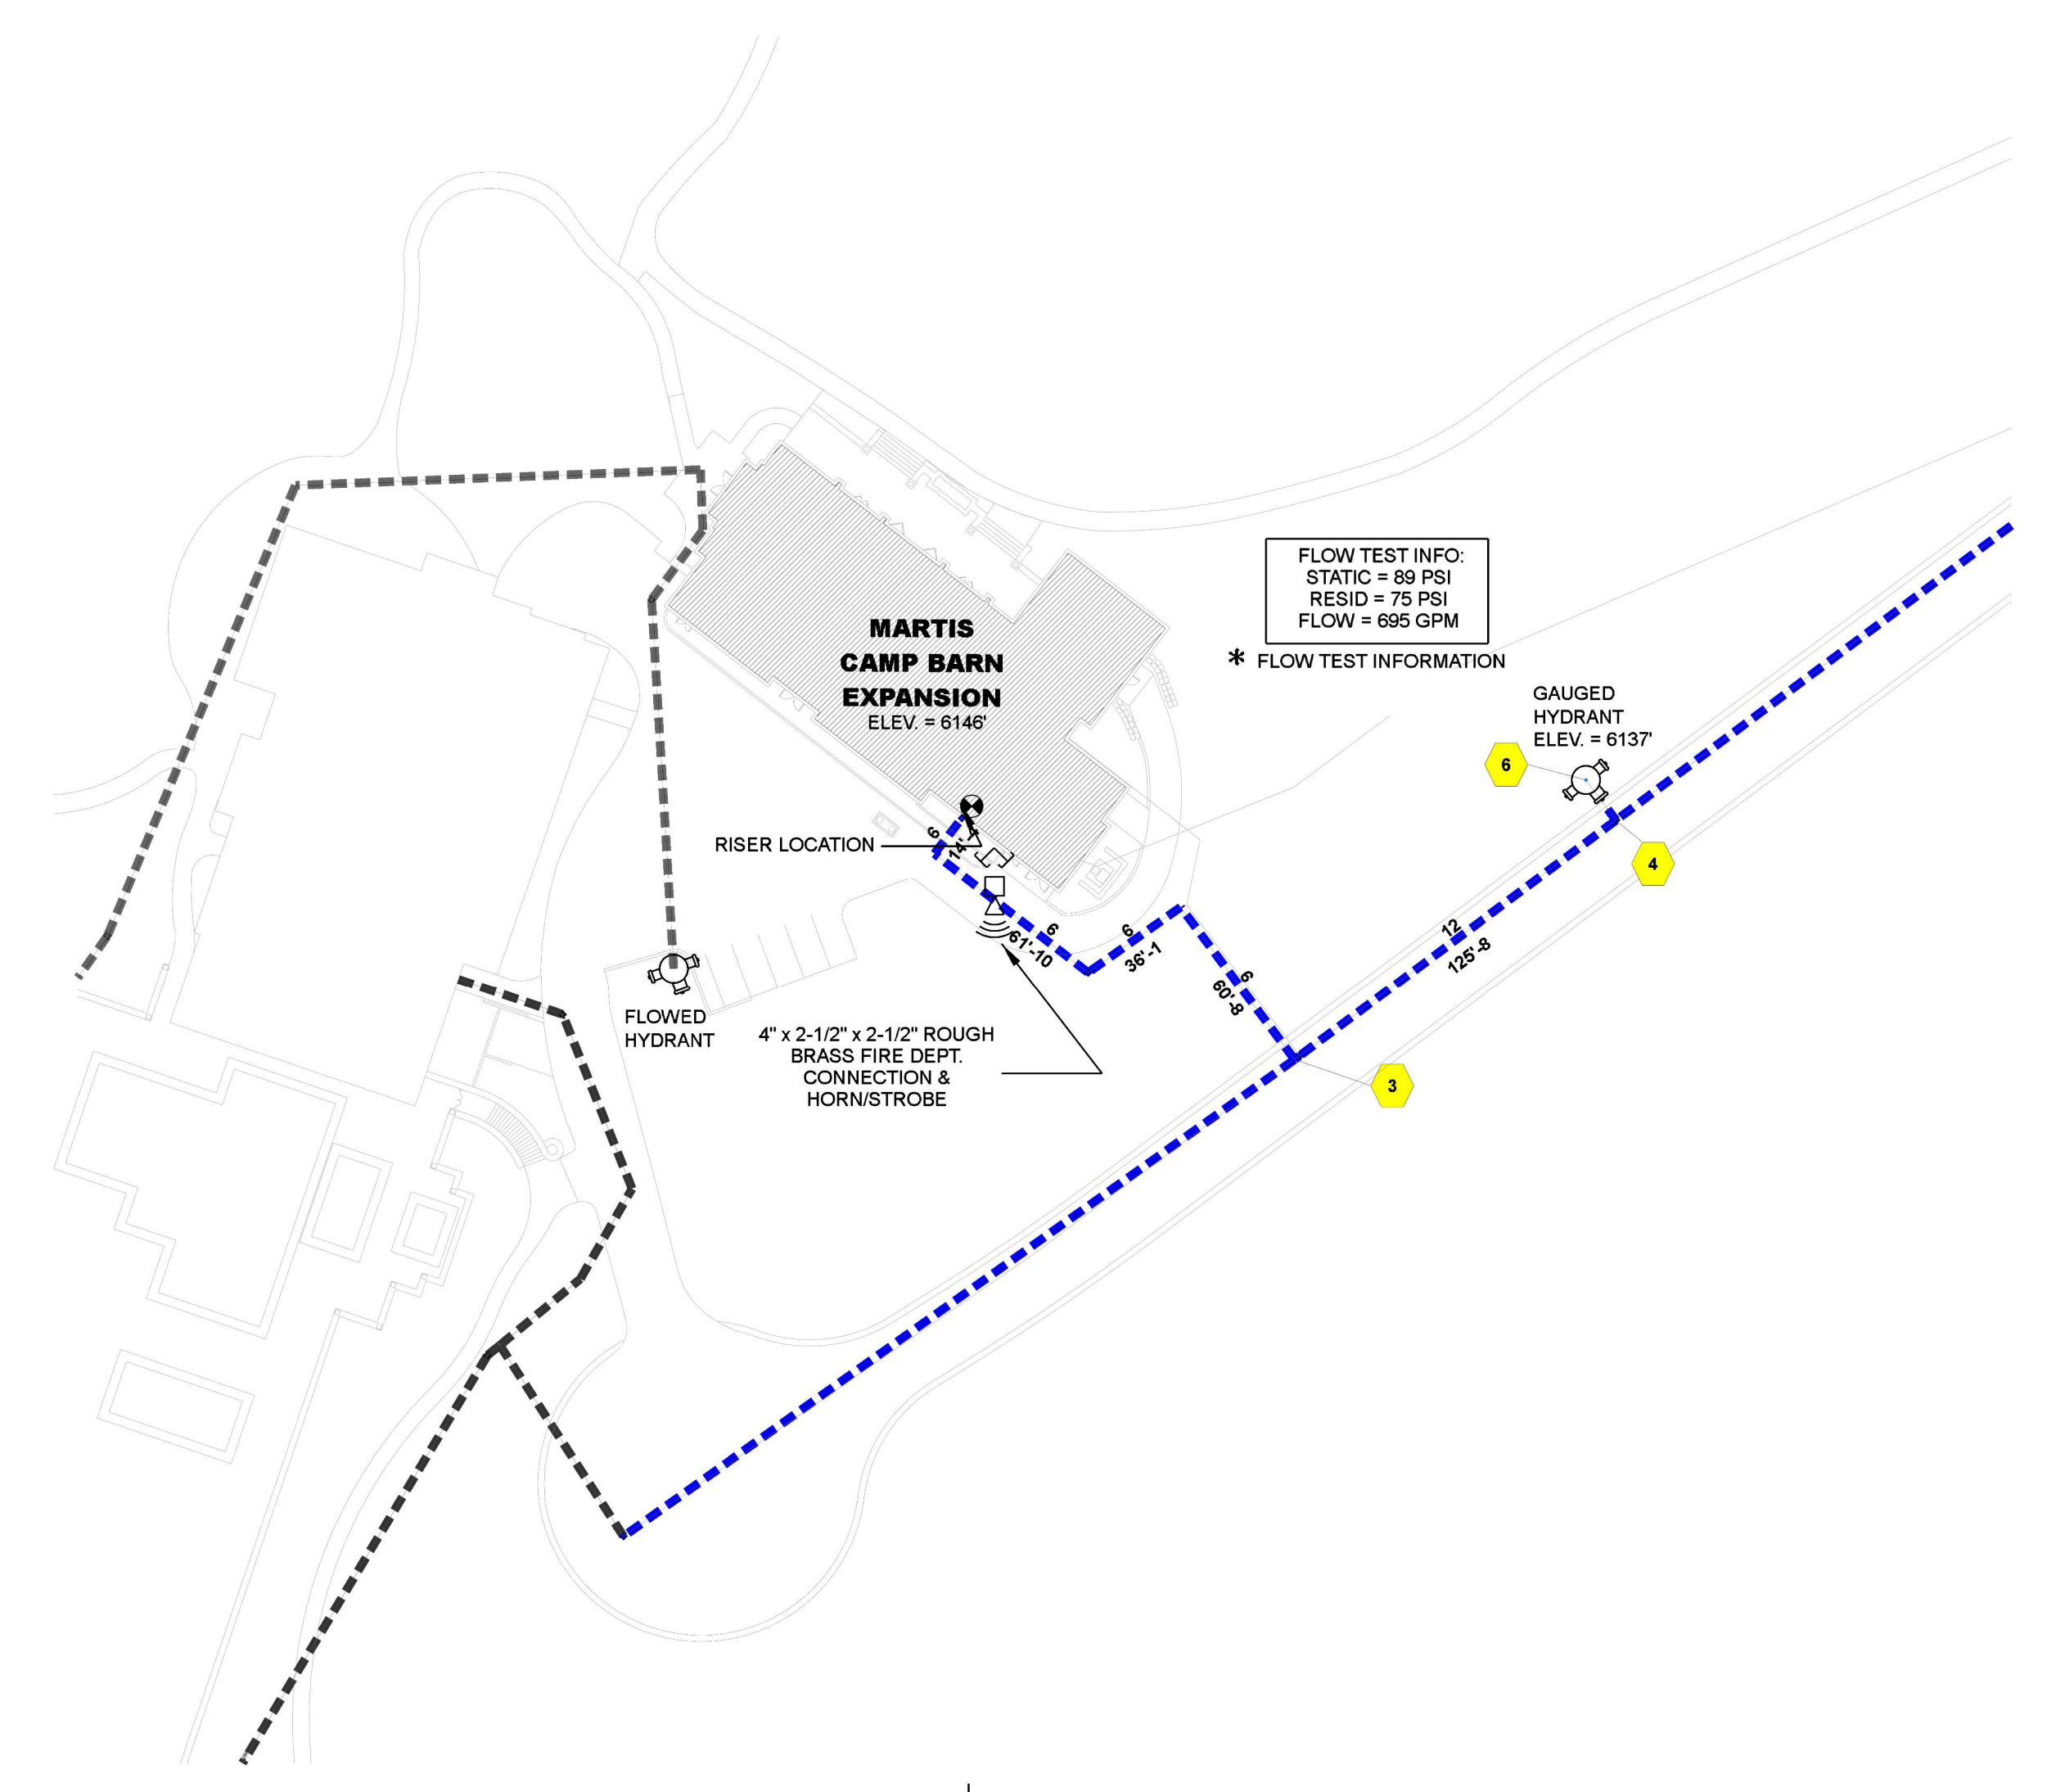 FLOW TEST INFO:
STATIC = 89 PSI
RESID = 75 PSI
FLOW = 695 GPM
* FLOW TEST INFORMATION
MARTIS
CAMP BARN
EXPANSION
ELEV. = 6146'
GAUGED
HYDRANT
ELEV. = 6137'
6
4
RISER LOCATION
6
6
61'-10
6
36'-1
6
60'-8
12
125'-8
3
FLOWED
HYDRANT
4" x 2-1/2" x 2-1/2" ROUGH
BRASS FIRE DEPT.
CONNECTION &
HORN/STROBE